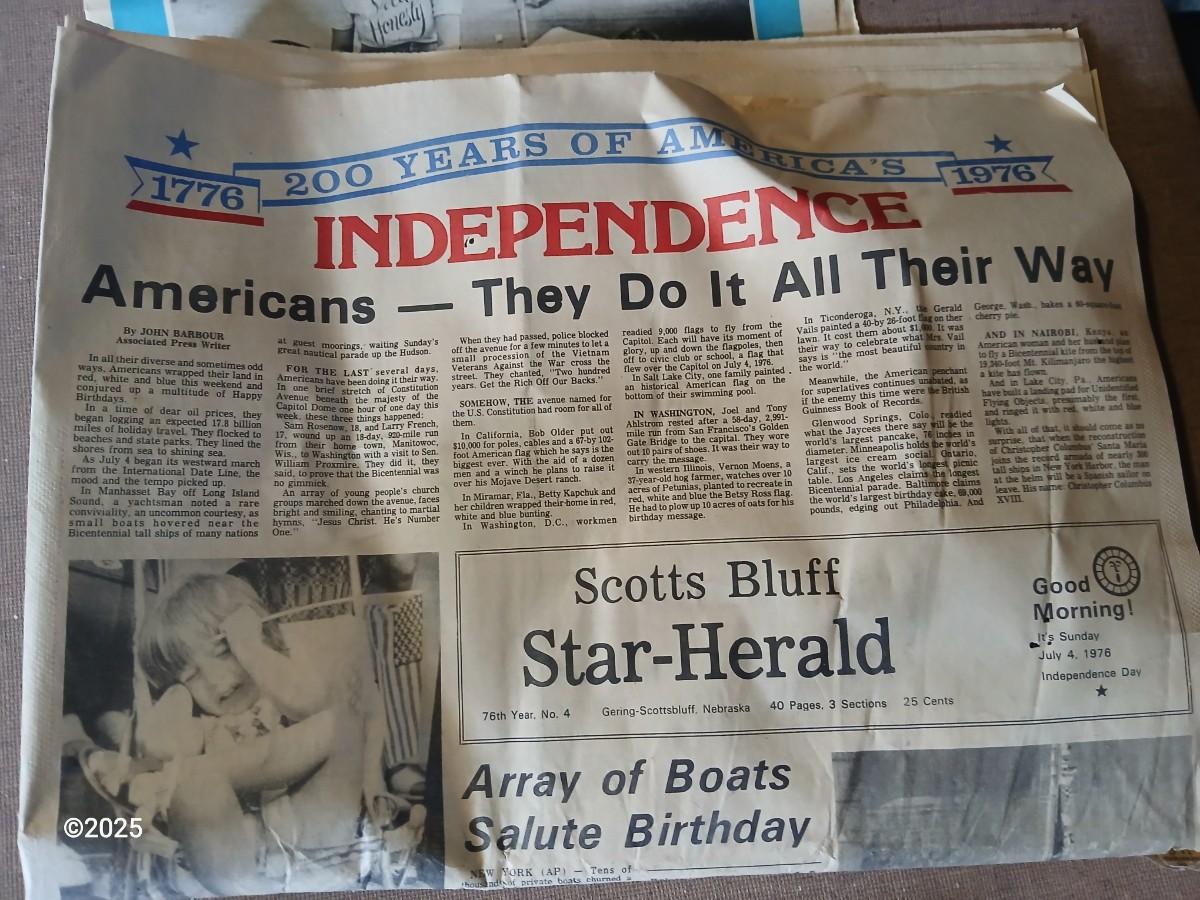 Honesty
1776
200 YEARS OF AMERICA'S
1976
INDEPENDENCE
Americans — They Do It All Their Way
By JOHN BARBOUR
Associated Press Writer
In all their diverse and sometimes odd
ways, Americans wrapped their land in
red, white and blue this weekend and
conjured up a multitude of Happy
Birthdays.
In a time of dear oil prices, they
began logging an expected 17.8 billion
miles of holiday travel. They flocked to
beaches and state parks. They lined the
shores from sea to shining sea.
As July 4 began its westward march
from the International Date Line, the
mood and the tempo picked up.
In Manhasset Bay off Long Island
Sound, a yachtsman noted a rare
conviviality, an uncommon courtesy, as
small boats hovered near the
Bicentennial tall ships of many nations
at guest moorings, waiting Sunday's
great nautical parade up the Hudson.
FOR THE LAST several days,
Americans have been doing it their way.
On one brief stretch of Constitution
Avenue beneath the majesty of the
Capitol Dome one hour of one day this
week, these three things happened:
Sam Rosenow, 18, and Larry French,
17, wound up an 18-day, 920-mile run
from their home town, Manitowoc,
Wis., to Washington with a visit to Sen.
William Proxmire. They did it, they
said, to prove that the Bicentennial was
no gimmick.
An array of young people's church
groups marched down the avenue, faces
bright and smiling, chanting to martial
hymns, "Jesus Christ. He's Number
One."
When they had passed, police blocked
off the avenue for a few minutes to let a
small procession of the Vietnam
Veterans Against the War cross the
street. They chanted, "Two hundred
years. Get the Rich Off Our Backs."
SOMEHOW, THE avenue named for
the U.S. Constitution had room for all of
them.
In California, Bob Older put out
$10,000 for poles, cables and a 67-by 102-
foot American flag which he says is the
biggest ever. With the aid of a dozen
men and a winch he plans to raise it
over his Mojave Desert ranch.
In Miramar, Fla., Betty Kapchuk and
her children wrapped their home in red,
white and blue bunting.
In Washington, D.C., workmen
readied 9,000 flags to fly from the
Capitol. Each will have its moment of
glory, up and down the flagpoles, then
off to civic club or school, a flag that
flew over the Capitol on July 4, 1976.
In Salt Lake City, one family painted
an historical American flag on the
bottom of their swimming pool.
IN WASHINGTON, Joel and Tony
Ahlstrom rested after a 58-day, 2,991-
mile run from San Francisco's Golden
Gate Bridge to the capital. They wore
out 10 pairs of shoes. It was their way to
carry the message.
In western Illinois, Vernon Moens, a
37-year-old hog farmer, watches over 10
acres of Petunias, planted to recreate in
red, white and blue the Betsy Ross flag.
He had to plow up 10 acres of oats for his
birthday message.
In Ticonderoga, N.Y., the Gerald
Vails painted a 40-by 26-foot flag on their
lawn. It cost them about It was
their way to celebrate what Mrs. Vail
says is "the most beautiful country in
the world."
Meanwhile, the American penchant
for superlatives continues unabated, as
if the enemy this time were the British
Guinness Book of Records.
Glenwood Springs, Colo., readied
what the Jaycees there say will be the
world's largest pancake, 76 inches in
diameter. Minneapolis holds the world's
largest ice cream social. Ontario,
Calif., sets the world's longest picnic
table. Los Angeles claims the longest
Bicentennial parade. Baltimore claims
the world's largest birthday cake, 69,000
pounds, edging out Philadelphia. And
George, Wash., bakes a 60-square-foot
cherry pie.
AND IN NAIROBI, Kenya, an
American woman and her husband plan
to fly a Bicentennial kite from the top of
19,340-foot Mt. Kilimanjaro the highest
a kite has flown.
And in Lake City, Pa., Americans
have built a landing pad for Unidentified
Flying Objects, presumably the first,
and ringed it with red, white and blue
lights.
With all of that, it should come as no
surprise, that when the reconstruction
of Christopher Columbus' Santa Maria
joins the record armada of nearly 300
tall ships in New York Harbor, the man
at the helm will be a Spanish sailor on
leave. His name: Christopher Columbus
XVIII.
Scotts Bluff
Star-Herald
76th Year, No. 4 Gering-Scottsbluff, Nebraska 40 Pages, 3 Sections 25 Cents
Good
Morning!
It's Sunday
July 4, 1976
Independence Day
Array of Boats
Salute Birthday
NEW YORK (AP) — Tens of
thousands of private boats churned a
©2025